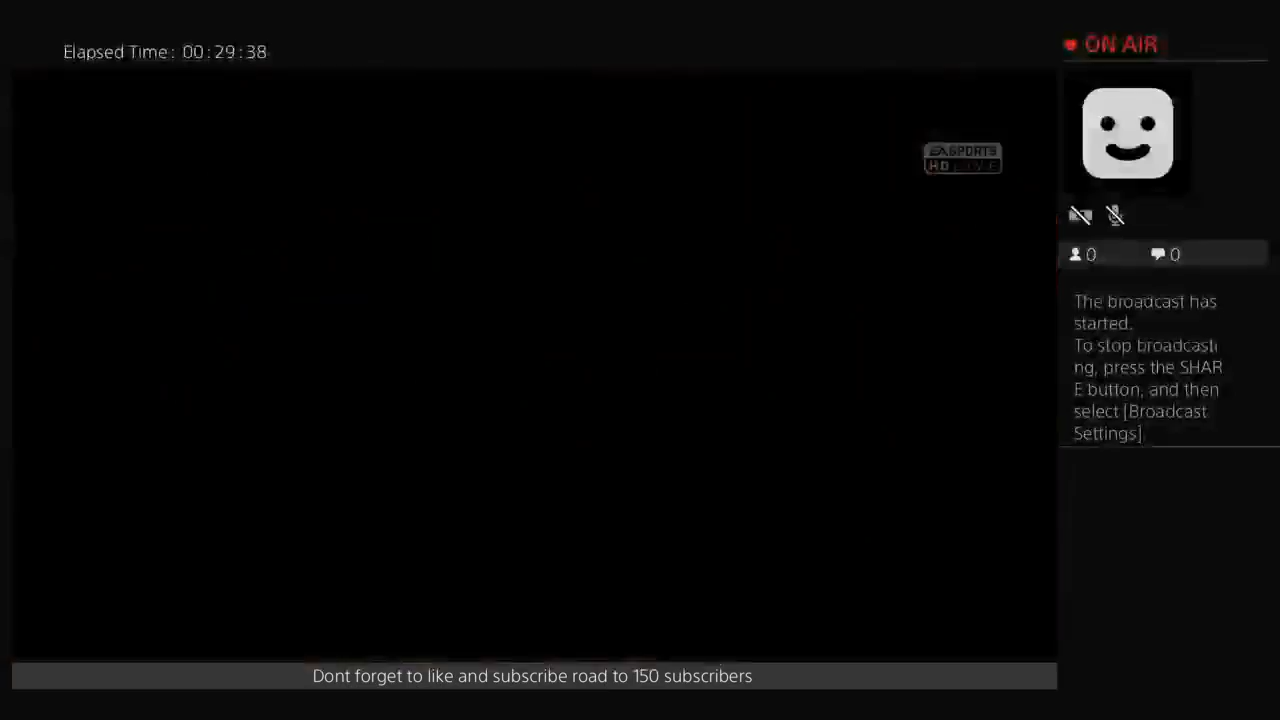 Elapsed Time: 00:29:38
ON AIR
EA SPORTS
HD LIVE
0 0
The broadcast has
started.
To stop broadcasti
ng, press the SHAR
E button, and then
select [Broadcast
Settings]
Dont forget to like and subscribe road to 150 subscribers